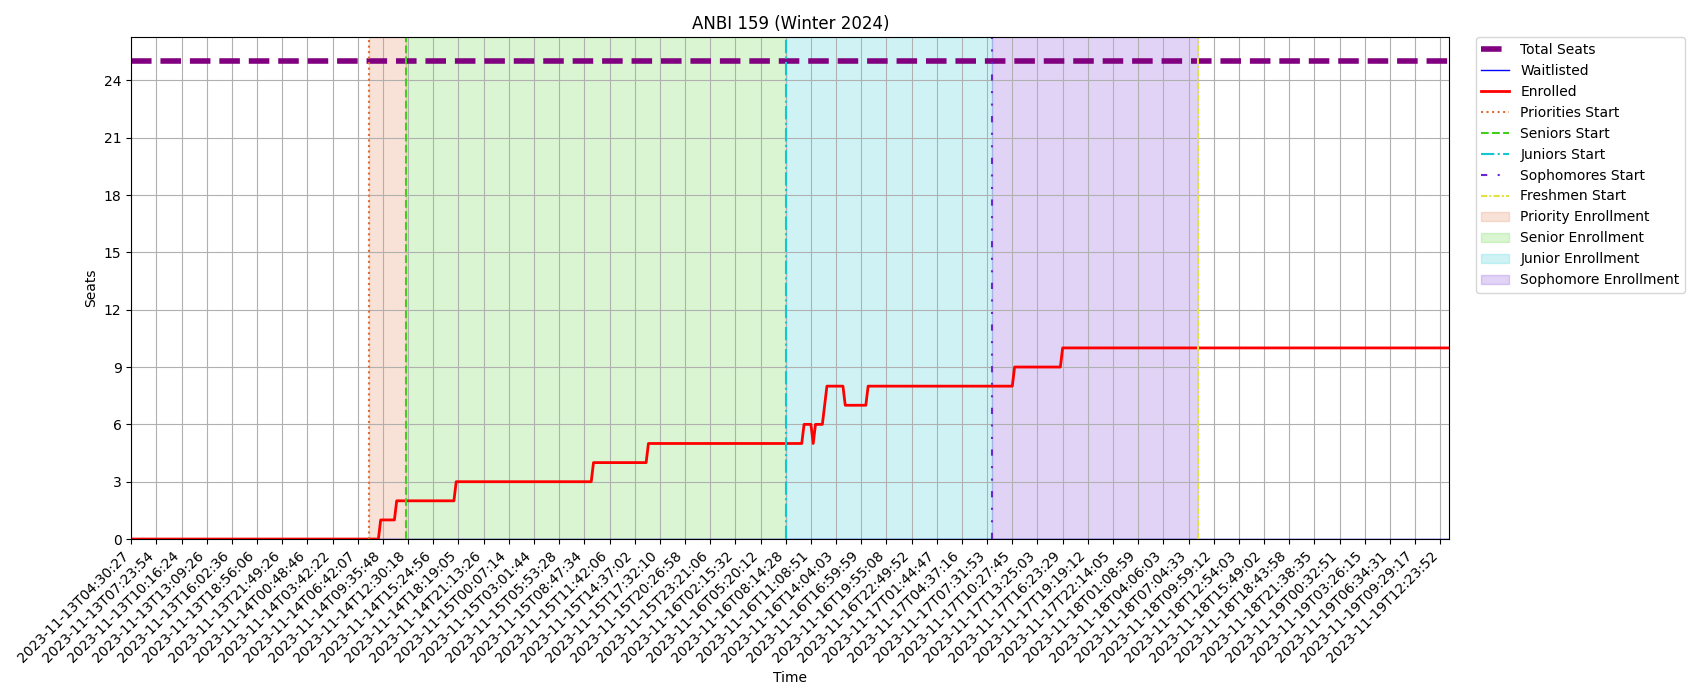 ANBI 159 (Winter 2024)
Seats
24
21
18
15
12
9
6
3
0
2023-11-13T04:30:27
2023-11-13T07:23:54
2023-11-13T10:16:24
2023-11-13T13:09:26
2023-11-13T16:02:36
2023-11-13T18:56:06
2023-11-13T21:49:26
2023-11-14T00:48:46
2023-11-14T03:42:22
2023-11-14T06:42:07
2023-11-14T09:35:48
2023-11-14T12:30:18
2023-11-14T15:24:56
2023-11-14T18:19:05
2023-11-14T21:13:26
2023-11-15T00:07:14
2023-11-15T03:01:44
2023-11-15T05:53:28
2023-11-15T08:47:34
2023-11-15T11:42:06
2023-11-15T14:37:02
2023-11-15T17:32:10
2023-11-15T20:26:58
2023-11-15T23:21:06
2023-11-16T02:15:32
2023-11-16T05:20:12
2023-11-16T08:14:28
2023-11-16T11:08:51
2023-11-16T14:04:03
2023-11-16T16:59:59
2023-11-16T19:55:08
2023-11-16T22:49:52
2023-11-17T01:44:47
2023-11-17T04:37:16
2023-11-17T07:31:53
2023-11-17T10:27:45
2023-11-17T13:25:03
2023-11-17T16:23:29
2023-11-17T19:19:12
2023-11-17T22:14:05
2023-11-18T01:08:59
2023-11-18T04:06:03
2023-11-18T07:04:33
2023-11-18T09:59:12
2023-11-18T12:54:03
2023-11-18T15:49:02
2023-11-18T18:43:58
2023-11-18T21:38:35
2023-11-19T00:32:51
2023-11-19T03:26:15
2023-11-19T06:34:31
2023-11-19T09:29:17
2023-11-19T12:23:52
Time
Total Seats
Waitlisted
Enrolled
Priorities Start
Seniors Start
Juniors Start
Sophomores Start
Freshmen Start
Priority Enrollment
Senior Enrollment
Junior Enrollment
Sophomore Enrollment